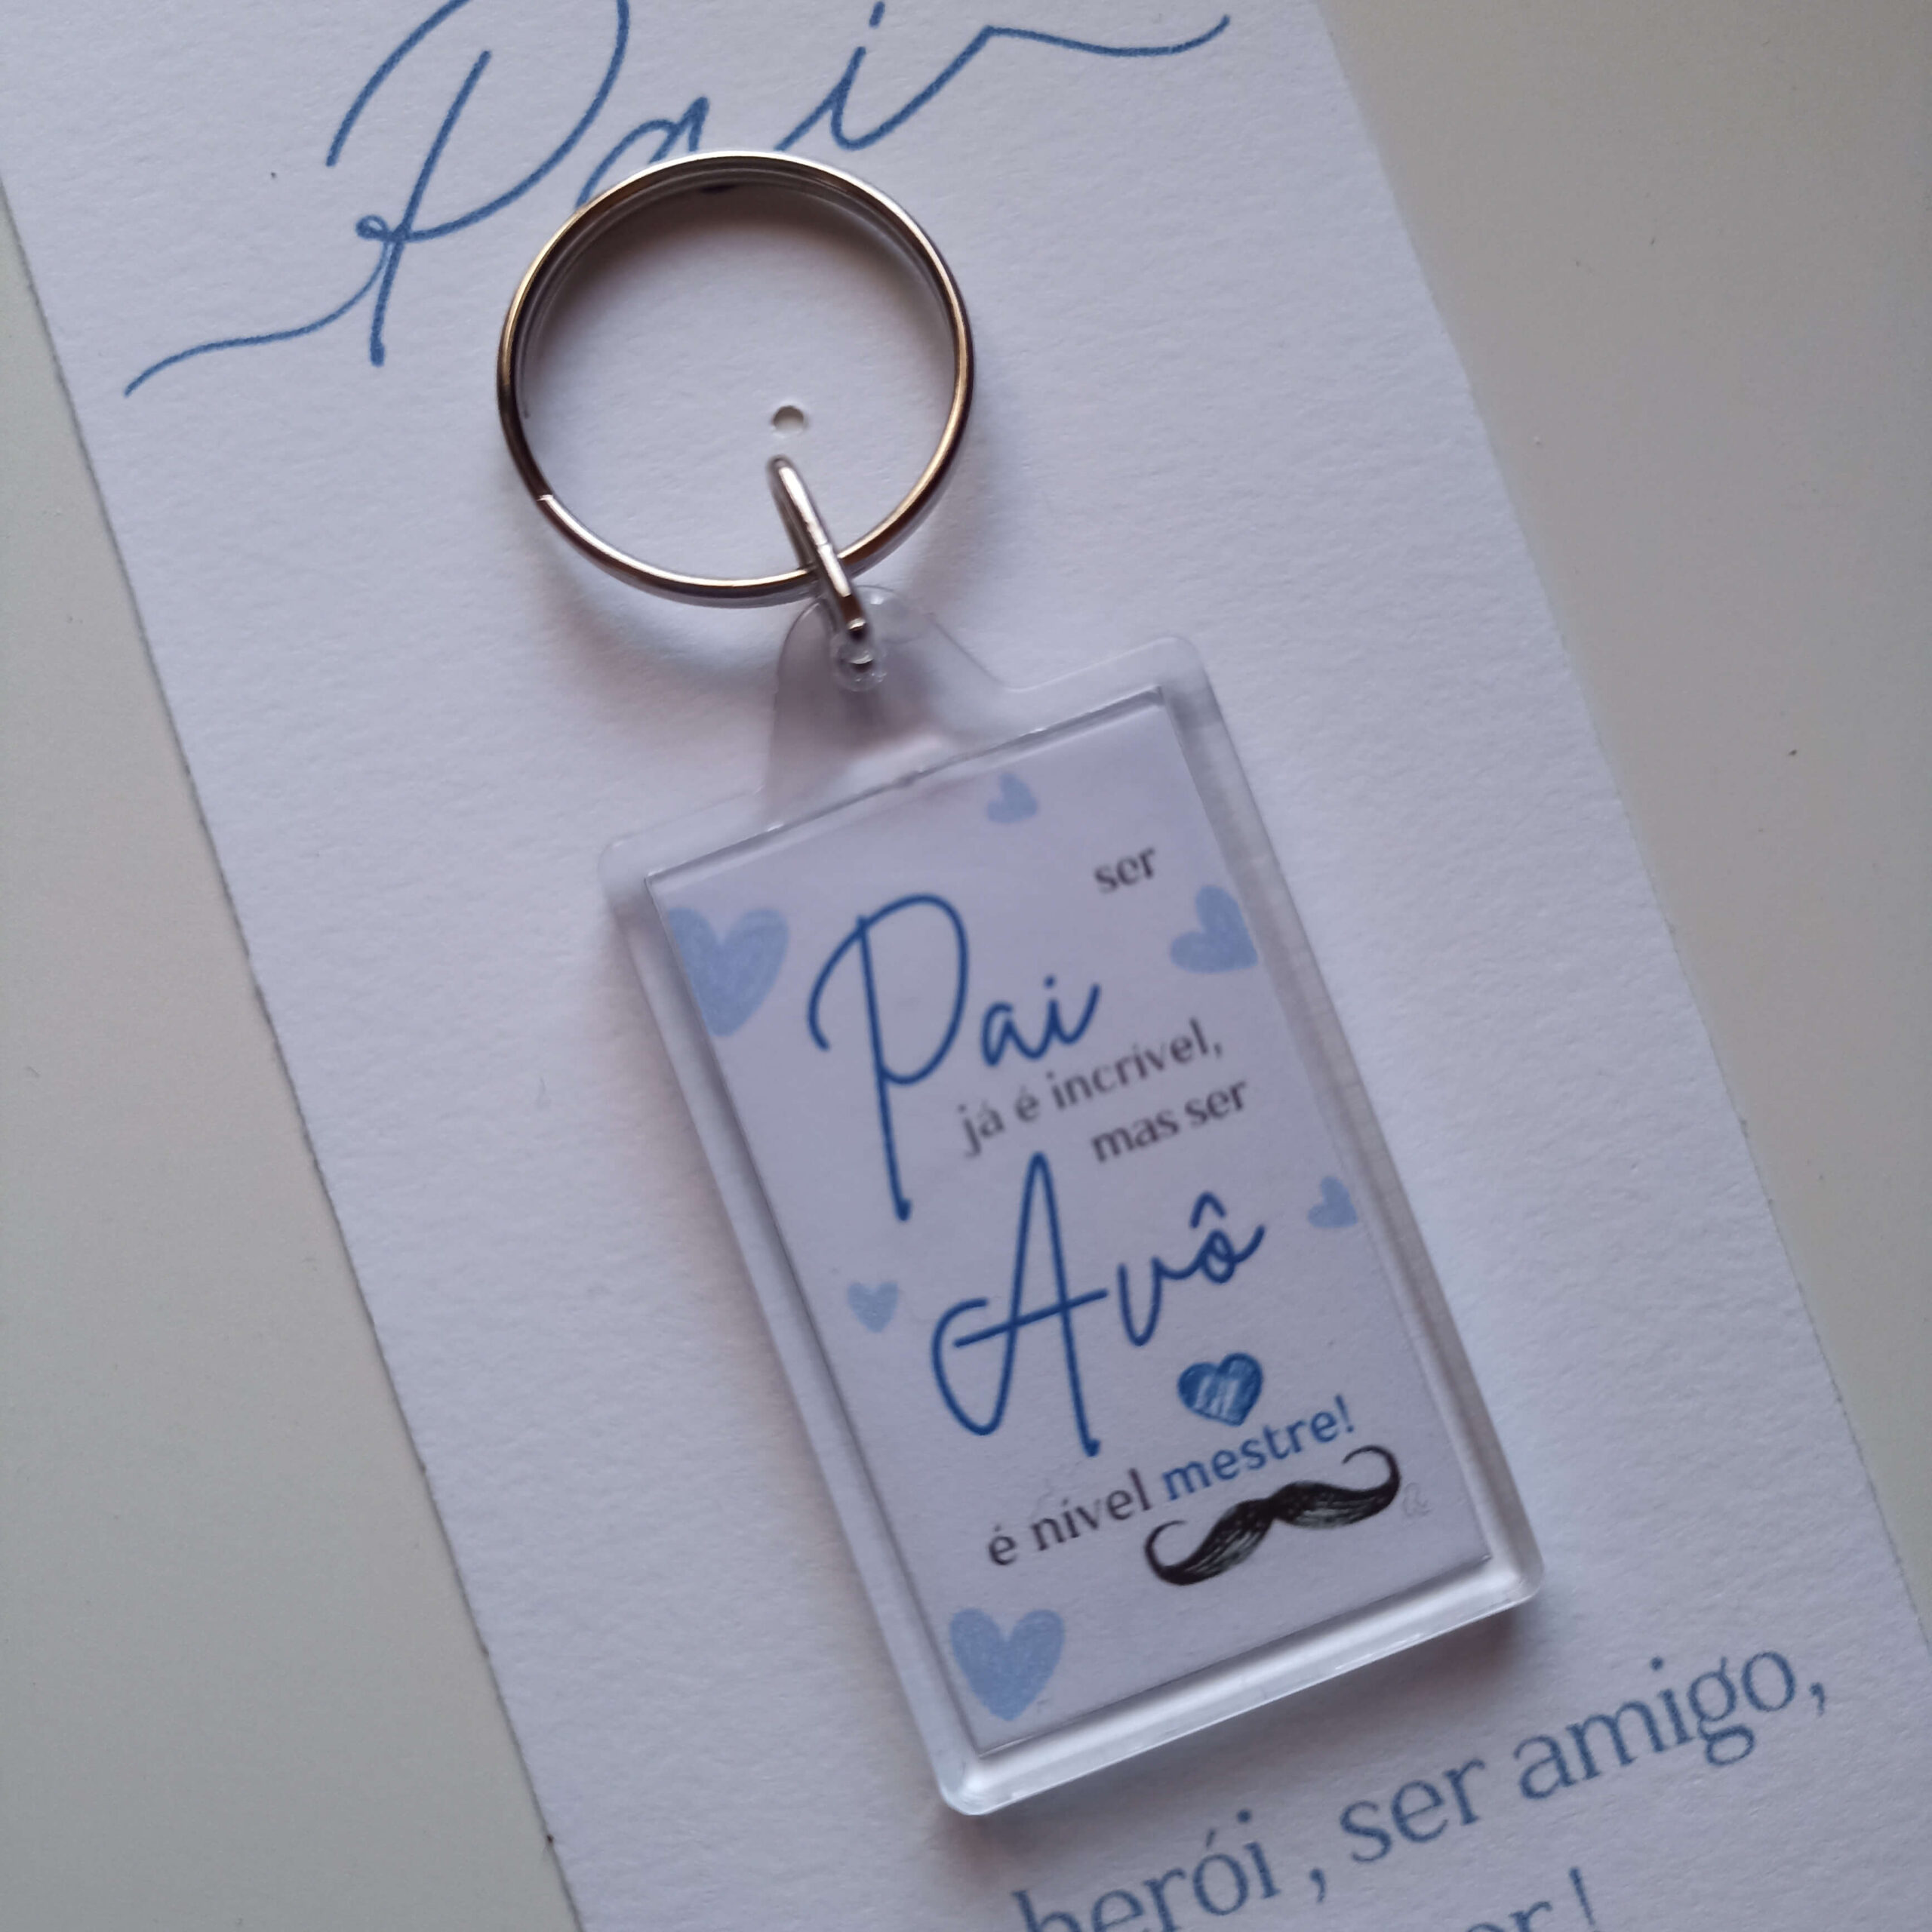 Pai
ser
Pai
já é incrível,
mas ser
Avô
é nível mestre!
herói , ser amigo,